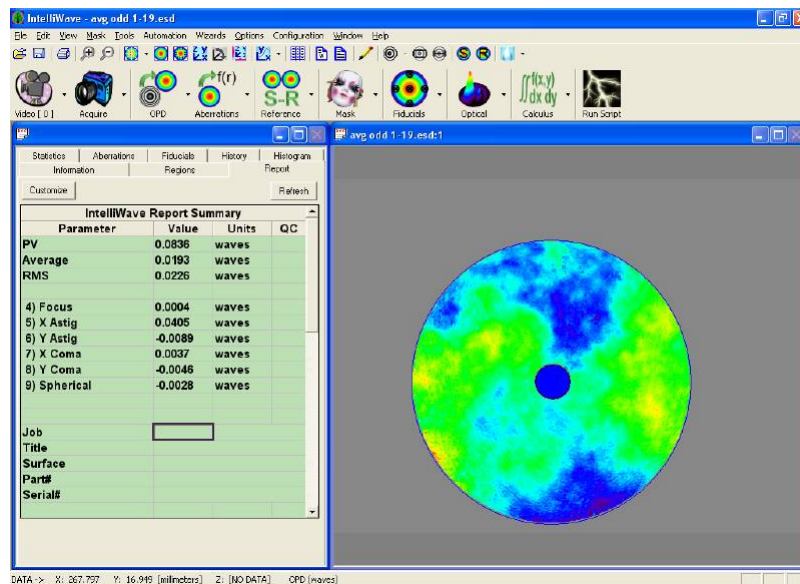 IntelliWave - avg odd 1-19.esd
File Edit View Mask Tools Automation Wizards Options Configuration Window Help
f(r)
S-R
f(x,y)
dx dy
Video [ 0 ] Acquire OPD Aberrations Reference Mask Fiducials Optical Calculus Run Script
avg odd 1-19.esd:1
Statistics Aberrations Fiducials History Histogram
Information Regions Report
Customize Refresh
IntelliWave Report Summary
Parameter Value Units QC
PV 0.0836 waves
Average 0.0193 waves
RMS 0.0226 waves
4) Focus 0.0004 waves
5) X Astig 0.0405 waves
6) Y Astig -0.0089 waves
7) X Coma 0.0037 waves
8) Y Coma -0.0046 waves
9) Spherical -0.0028 waves
Job
Title
Surface
Part#
Serial#
DATA -> X: 267.797 Y: 16.949 [millimeters] Z: [NO DATA] OPD [waves]